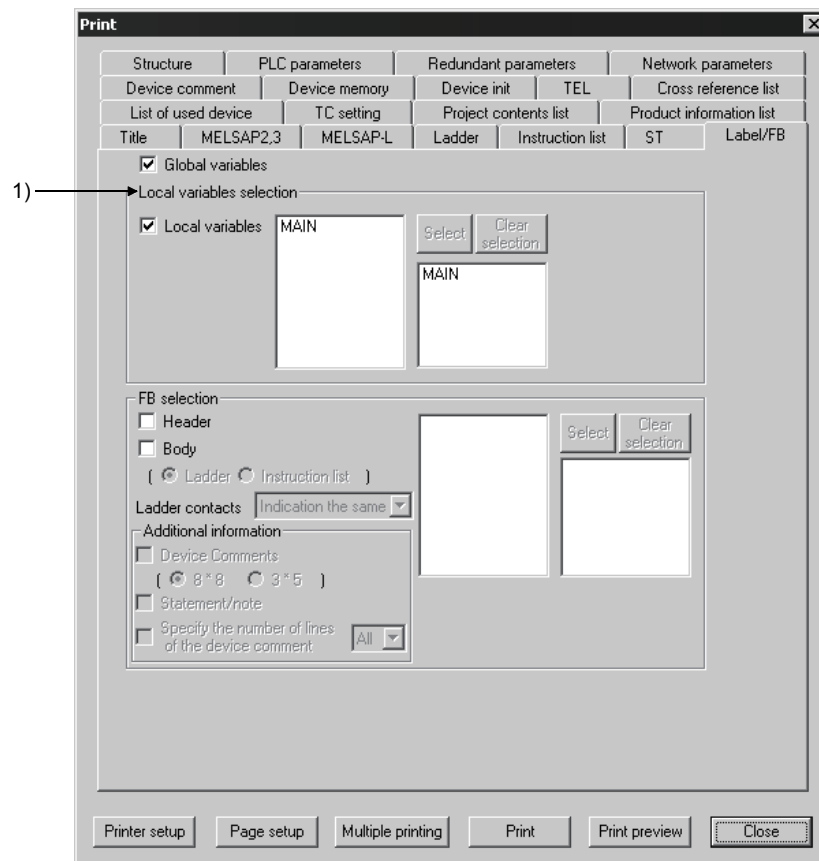 Print
Structure PLC parameters Redundant parameters Network parameters
Device comment Device memory Device init TEL Cross reference list
List of used device TC setting Project contents list Product information list
Title MELSAP2,3 MELSAP-L Ladder Instruction list ST Label/FB
Global variables
1)
Local variables selection
Local variables MAIN Select Clear selection
MAIN
FB selection
Header
Body
Select Clear selection
( Ladder Instruction list )
Ladder contacts Indication the same
Additional information
Device Comments
( 8*8 3*5 )
Statement/note
Specify the number of lines
of the device comment All
Printer setup Page setup Multiple printing Print Print preview Close